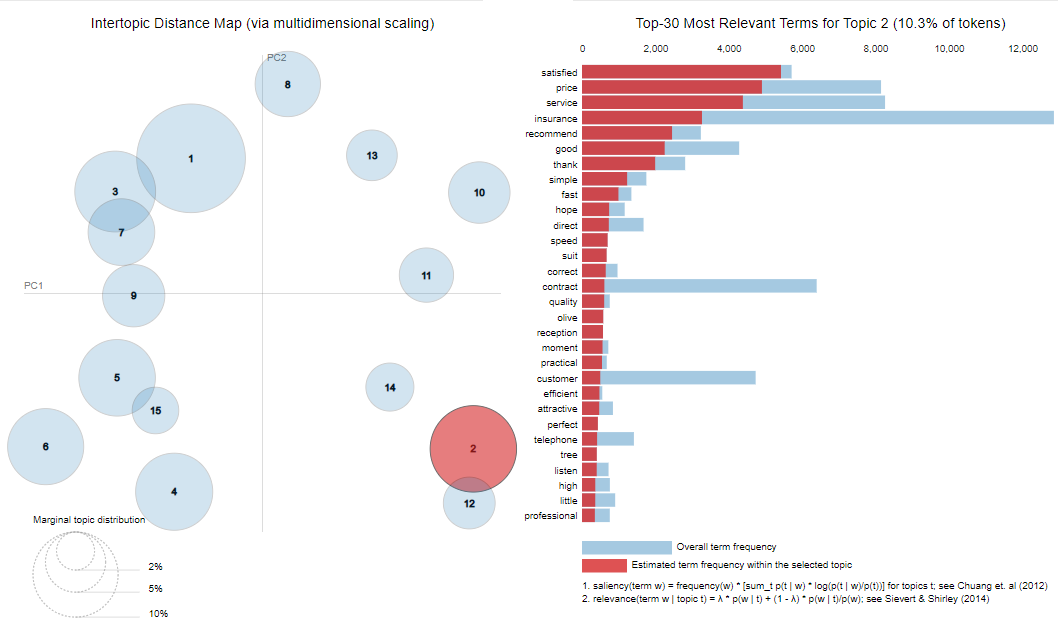 Intertopic Distance Map (via multidimensional scaling)
PC2
8
1
13
3
10
7
11
PC1
9
5
14
15
6
2
4
12
Marginal topic distribution
2%
5%
10%
Top-30 Most Relevant Terms for Topic 2 (10.3% of tokens)
0 2,000 4,000 6,000 8,000 10,000 12,000
satisfied
price
service
insurance
recommend
good
thank
simple
fast
hope
direct
speed
suit
correct
contract
quality
olive
reception
moment
practical
customer
efficient
attractive
perfect
telephone
tree
listen
high
little
professional
Overall term frequency
Estimated term frequency within the selected topic
1. saliency(term w) = frequency(w) * [sum_t p(t | w) * log(p(t | w)/p(t))] for topics t; see Chuang et. al (2012)
2. relevance(term w | topic t) = λ * p(w | t) + (1 - λ) * p(w | t)/p(w); see Sievert & Shirley (2014)